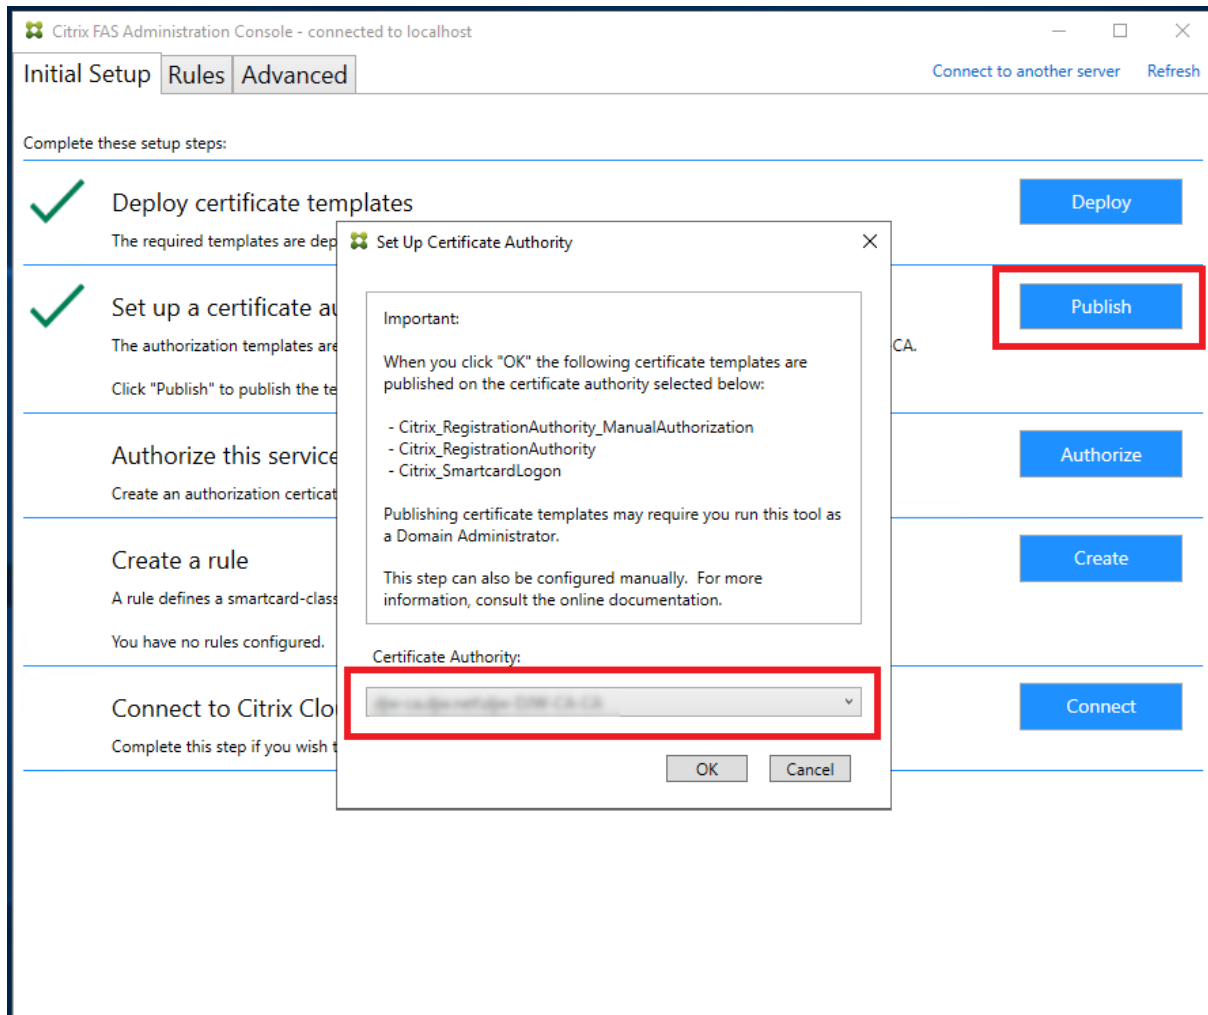 Citrix FAS Administration Console - connected to localhost
Initial Setup Rules Advanced
Connect to another server Refresh
Complete these setup steps:
Deploy certificate templates
Deploy
The required templates are dep
Set Up Certificate Authority
Set up a certificate au
Publish
The authorization templates are
CA.
Click "Publish" to publish the te
Important:
When you click "OK" the following certificate templates are
published on the certificate authority selected below:
- Citrix_RegistrationAuthority_ManualAuthorization
- Citrix_RegistrationAuthority
- Citrix_SmartcardLogon
Publishing certificate templates may require you run this tool as
a Domain Administrator.
This step can also be configured manually. For more
information, consult the online documentation.
Certificate Authority:
OK Cancel
Authorize this service
Authorize
Create an authorization certicat
Create a rule
Create
A rule defines a smartcard-class
You have no rules configured.
Connect to Citrix Clo
Connect
Complete this step if you wish t